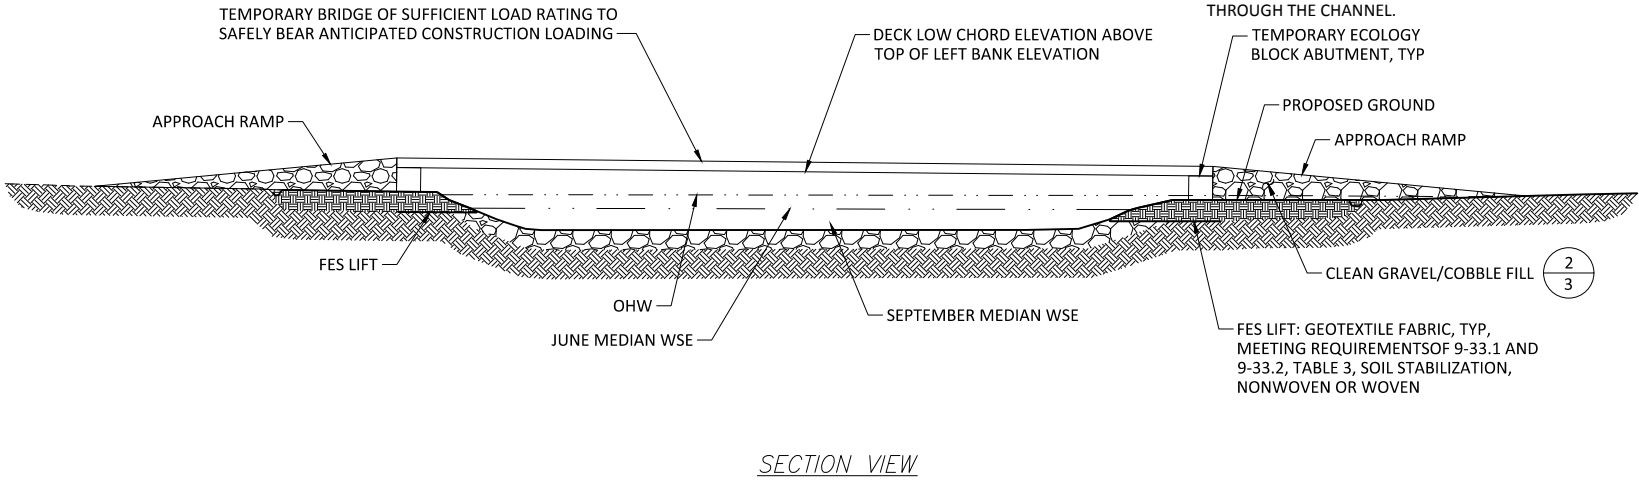 TEMPORARY BRIDGE OF SUFFICIENT LOAD RATING TO
SAFELY BEAR ANTICIPATED CONSTRUCTION LOADING
DECK LOW CHORD ELEVATION ABOVE
TOP OF LEFT BANK ELEVATION
THROUGH THE CHANNEL.
TEMPORARY ECOLOGY
BLOCK ABUTMENT, TYP
PROPOSED GROUND
APPROACH RAMP
APPROACH RAMP
FES LIFT
CLEAN GRAVEL/COBBLE FILL
2
3
OHW
SEPTEMBER MEDIAN WSE
JUNE MEDIAN WSE
FES LIFT: GEOTEXTILE FABRIC, TYP,
MEETING REQUIREMENTSOF 9-33.1 AND
9-33.2, TABLE 3, SOIL STABILIZATION,
NONWOVEN OR WOVEN
SECTION VIEW